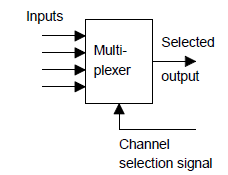 Inputs
Multi-
plexer
Selected
output
Channel
selection signal